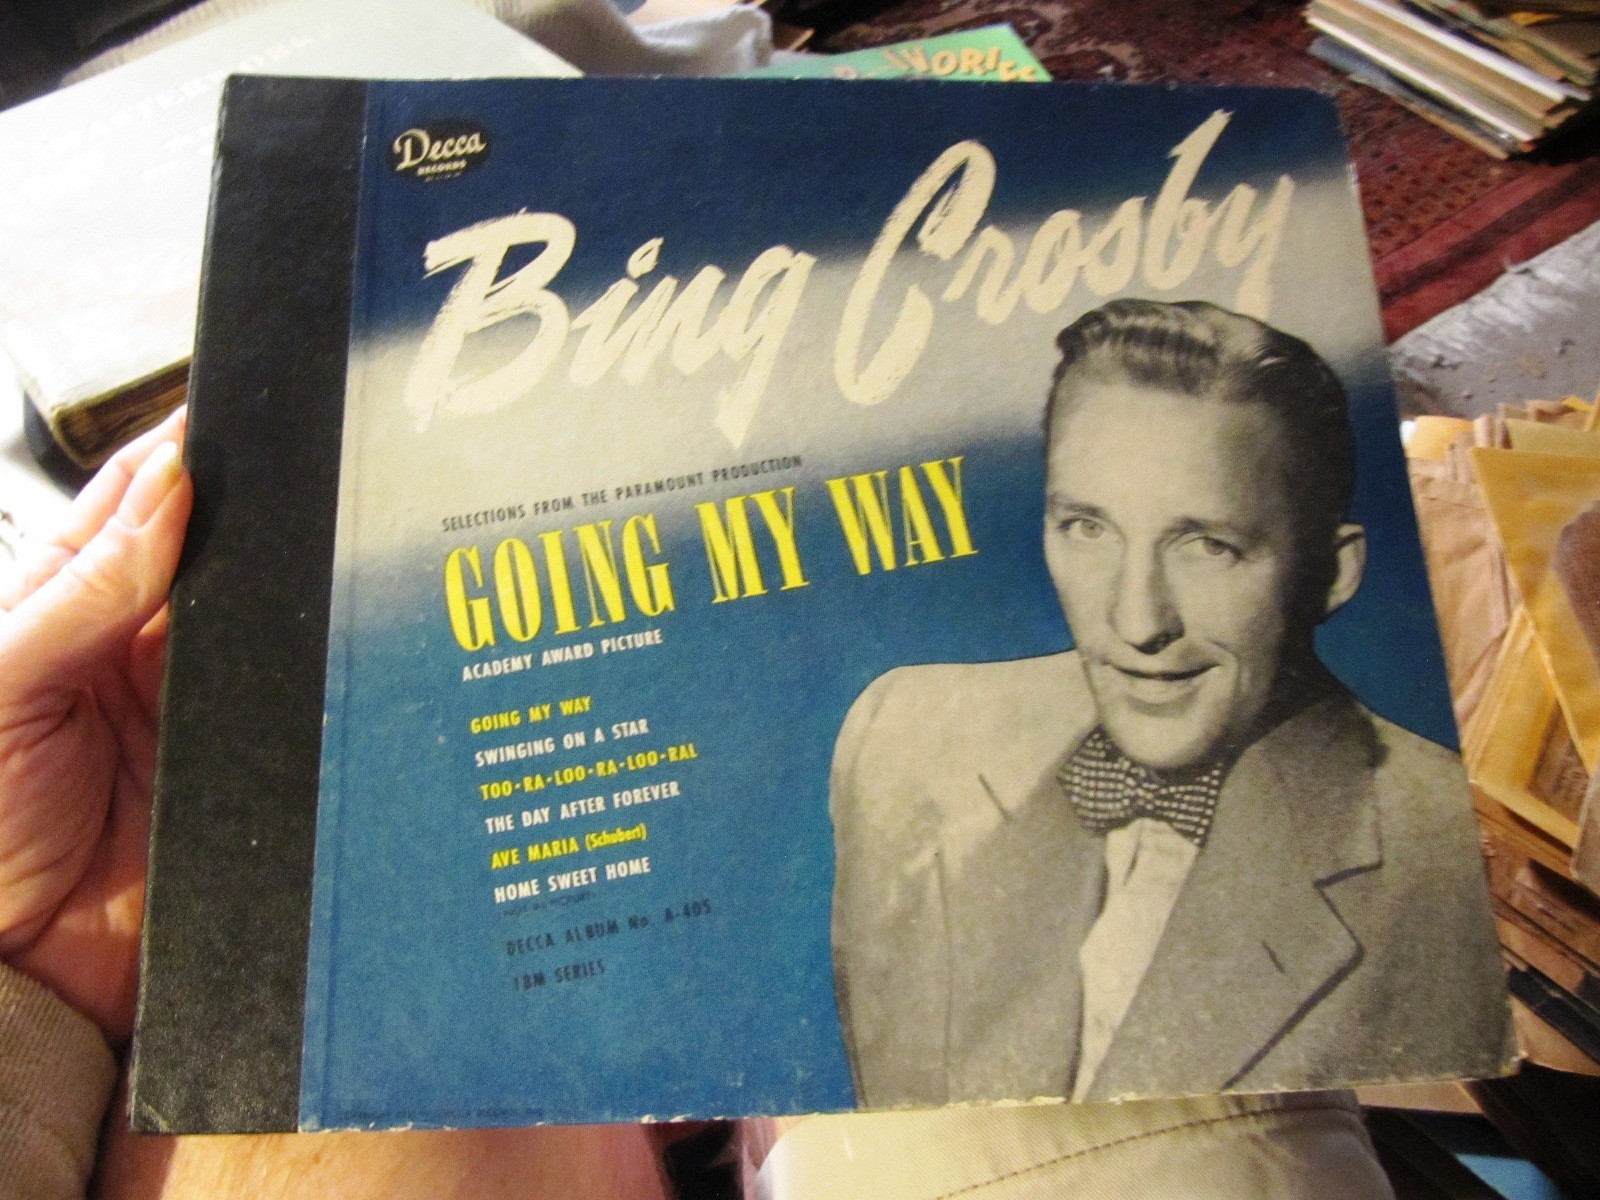 Decca
RECORDS
Bing Crosby
SELECTIONS FROM THE PARAMOUNT PRODUCTION
GOING MY WAY
ACADEMY AWARD PICTURE
GOING MY WAY
SWINGING ON A STAR
TOO-RA-LOO-RA-LOO-RAL
THE DAY AFTER FOREVER
AVE MARIA (Schubert)
HOME SWEET HOME
DECCA ALBUM No. A-405
18M SERIES